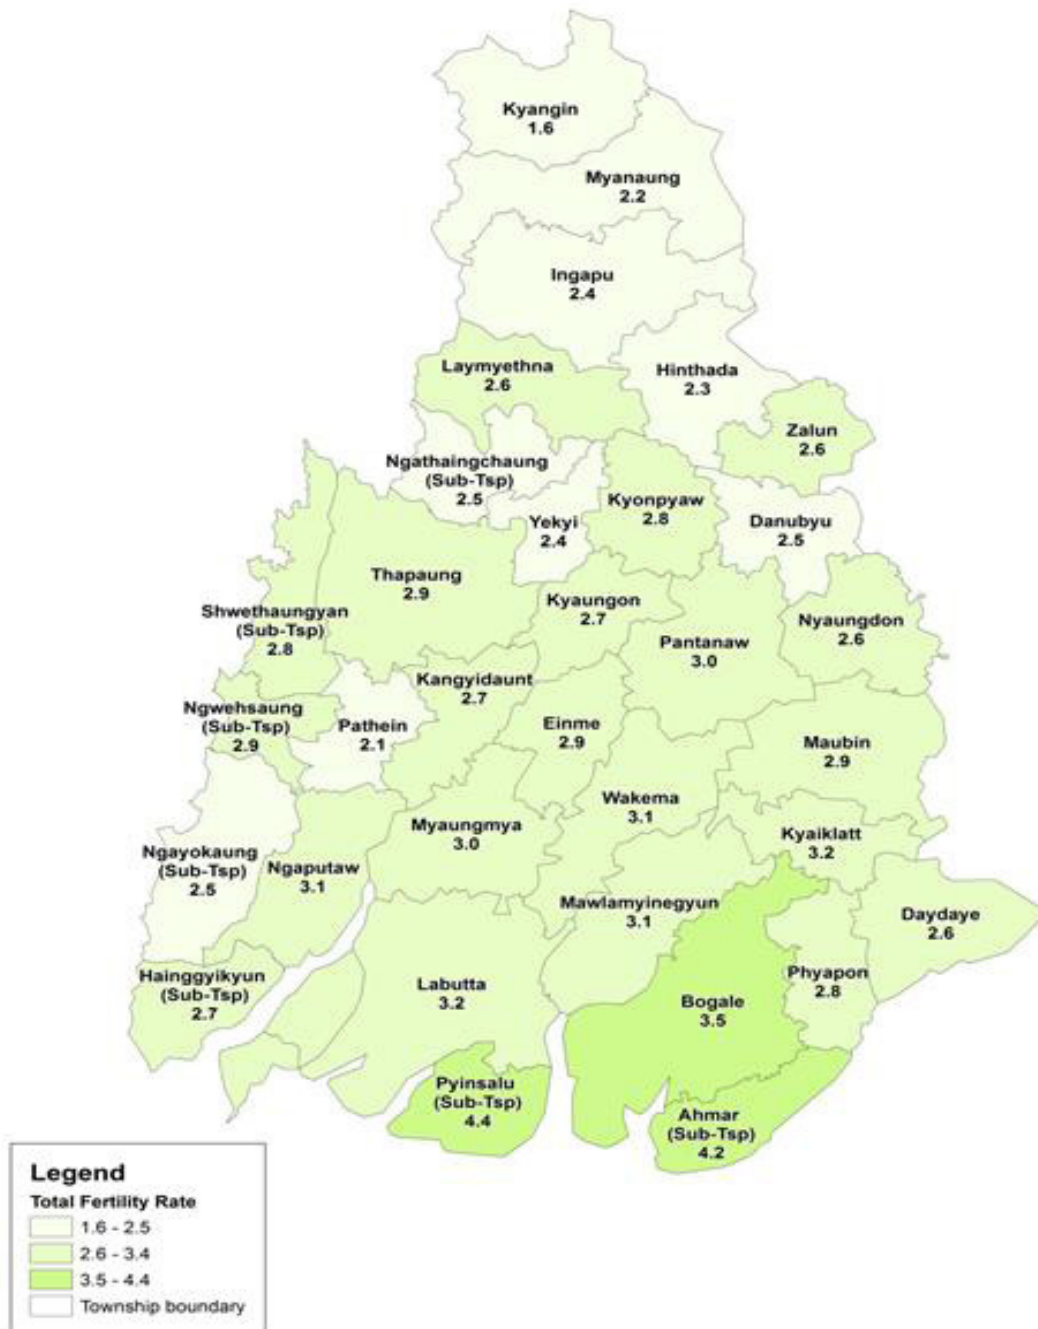 Kyangin
1.6
Myanaung
2.2
Ingapu
2.4
Laymyethna
2.6
Hinthada
2.3
Zalun
2.6
Ngathaingchaung
(Sub-Tsp)
2.5
Yekyi
2.4
Kyonpyaw
2.8
Danubyu
2.5
Thapaung
2.9
Shwethaungyan
(Sub-Tsp)
2.8
Kyaungon
2.7
Pantanaw
3.0
Nyaungdon
2.6
Ngwehsaung
(Sub-Tsp)
2.9
Pathein
2.1
Kangyidaunt
2.7
Einme
2.9
Maubin
2.9
Wakema
3.1
Myaungmya
3.0
Kyaiklatt
3.2
Ngayokaung
(Sub-Tsp)
2.5
Ngaputaw
3.1
Mawlamyinegyun
3.1
Daydaye
2.6
Hainggyikyun
(Sub-Tsp)
2.7
Labutta
3.2
Bogale
3.5
Phyapon
2.8
Pyinsalu
(Sub-Tsp)
4.4
Ahmar
(Sub-Tsp)
4.2
Legend
Total Fertility Rate
1.6 - 2.5
2.6 - 3.4
3.5 - 4.4
Township boundary